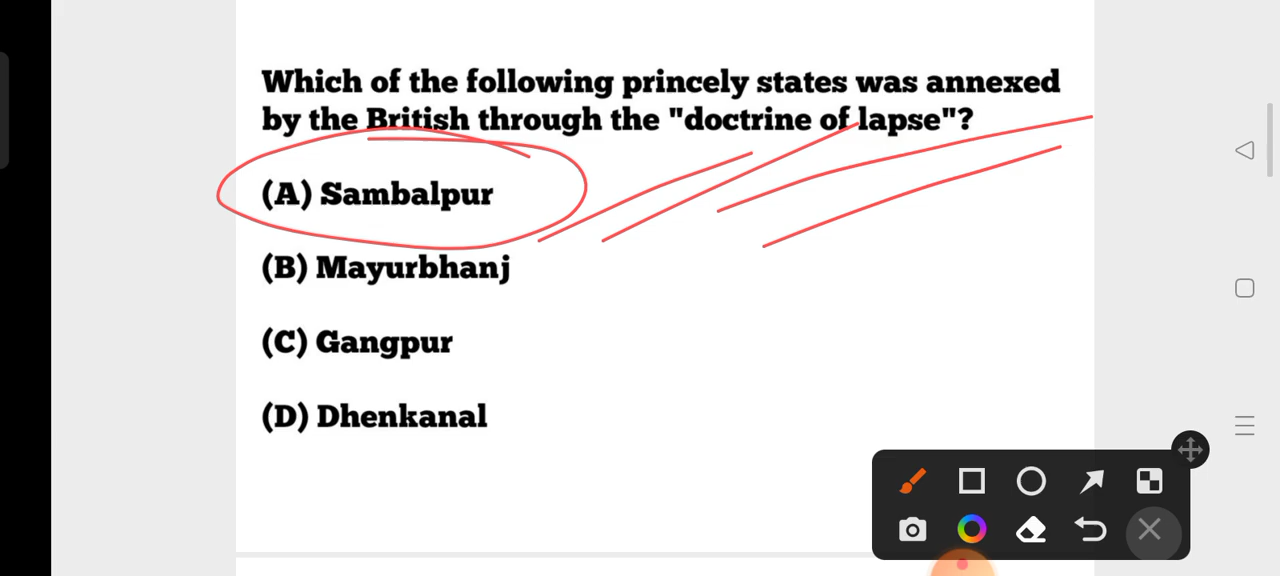 Which of the following princely states was annexed
by the British through the "doctrine of lapse"?
(A) Sambalpur
(B) Mayurbhanj
(C) Gangpur
(D) Dhenkanal